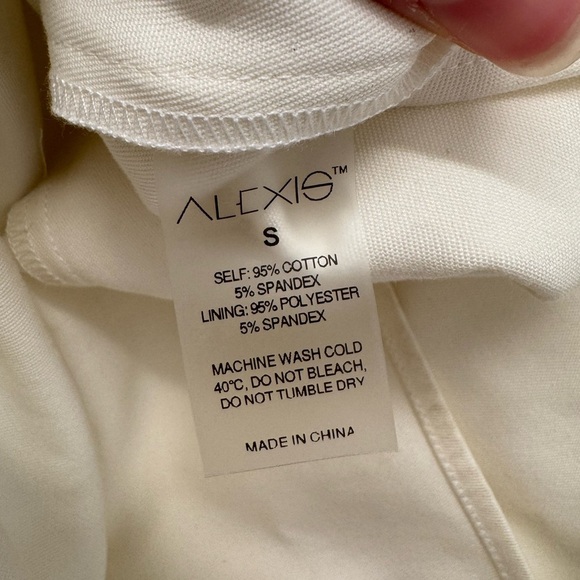 ALEXIS™
S
SELF: 95% COTTON
5% SPANDEX
LINING: 95% POLYESTER
5% SPANDEX
MACHINE WASH COLD
40°C, DO NOT BLEACH,
DO NOT TUMBLE DRY
MADE IN CHINA